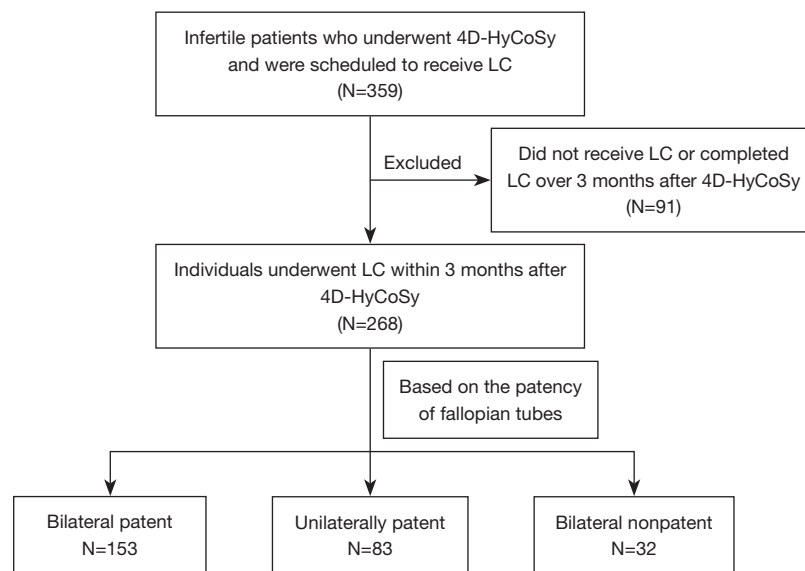 Infertile patients who underwent 4D-HyCoSy
and were scheduled to receive LC
(N=359)
Excluded
Did not receive LC or completed
LC over 3 months after 4D-HyCoSy
(N=91)
Individuals underwent LC within 3 months after
4D-HyCoSy
(N=268)
Based on the patency
of fallopian tubes
Bilateral patent
N=153
Unilaterally patent
N=83
Bilateral nonpatent
N=32